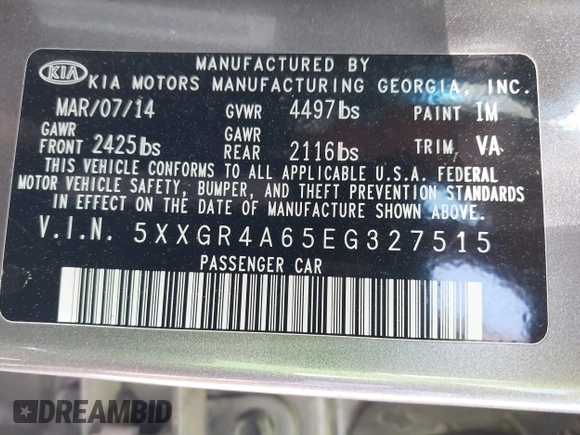 MANUFACTURED BY
KIA KIA MOTORS MANUFACTURING GEORGIA, INC.
MAR/07/14 GVWR 4497lbs PAINT IM
GAWR FRONT 2425lbs GAWR REAR 2116lbs TRIM VA
THIS VEHICLE CONFORMS TO ALL APPLICABLE U.S.A. FEDERAL
MOTOR VEHICLE SAFETY, BUMPER, AND THEFT PREVENTION STANDARDS
IN EFFECT ON THE DATE OF MANUFACTURE SHOWN ABOVE.
V.I.N. 5XXGR4A65EG327515
PASSENGER CAR
DREAMBID